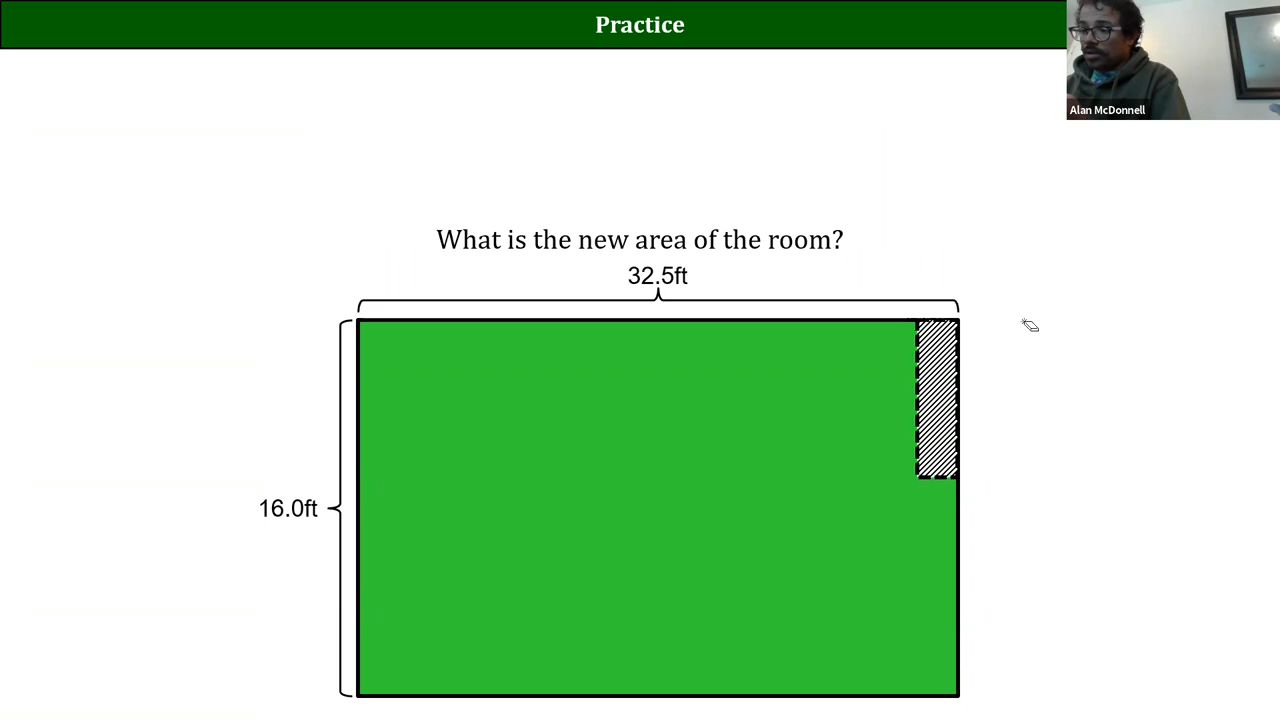 Practice
Alan McDonnell
What is the new area of the room?
32.5ft
16.0ft